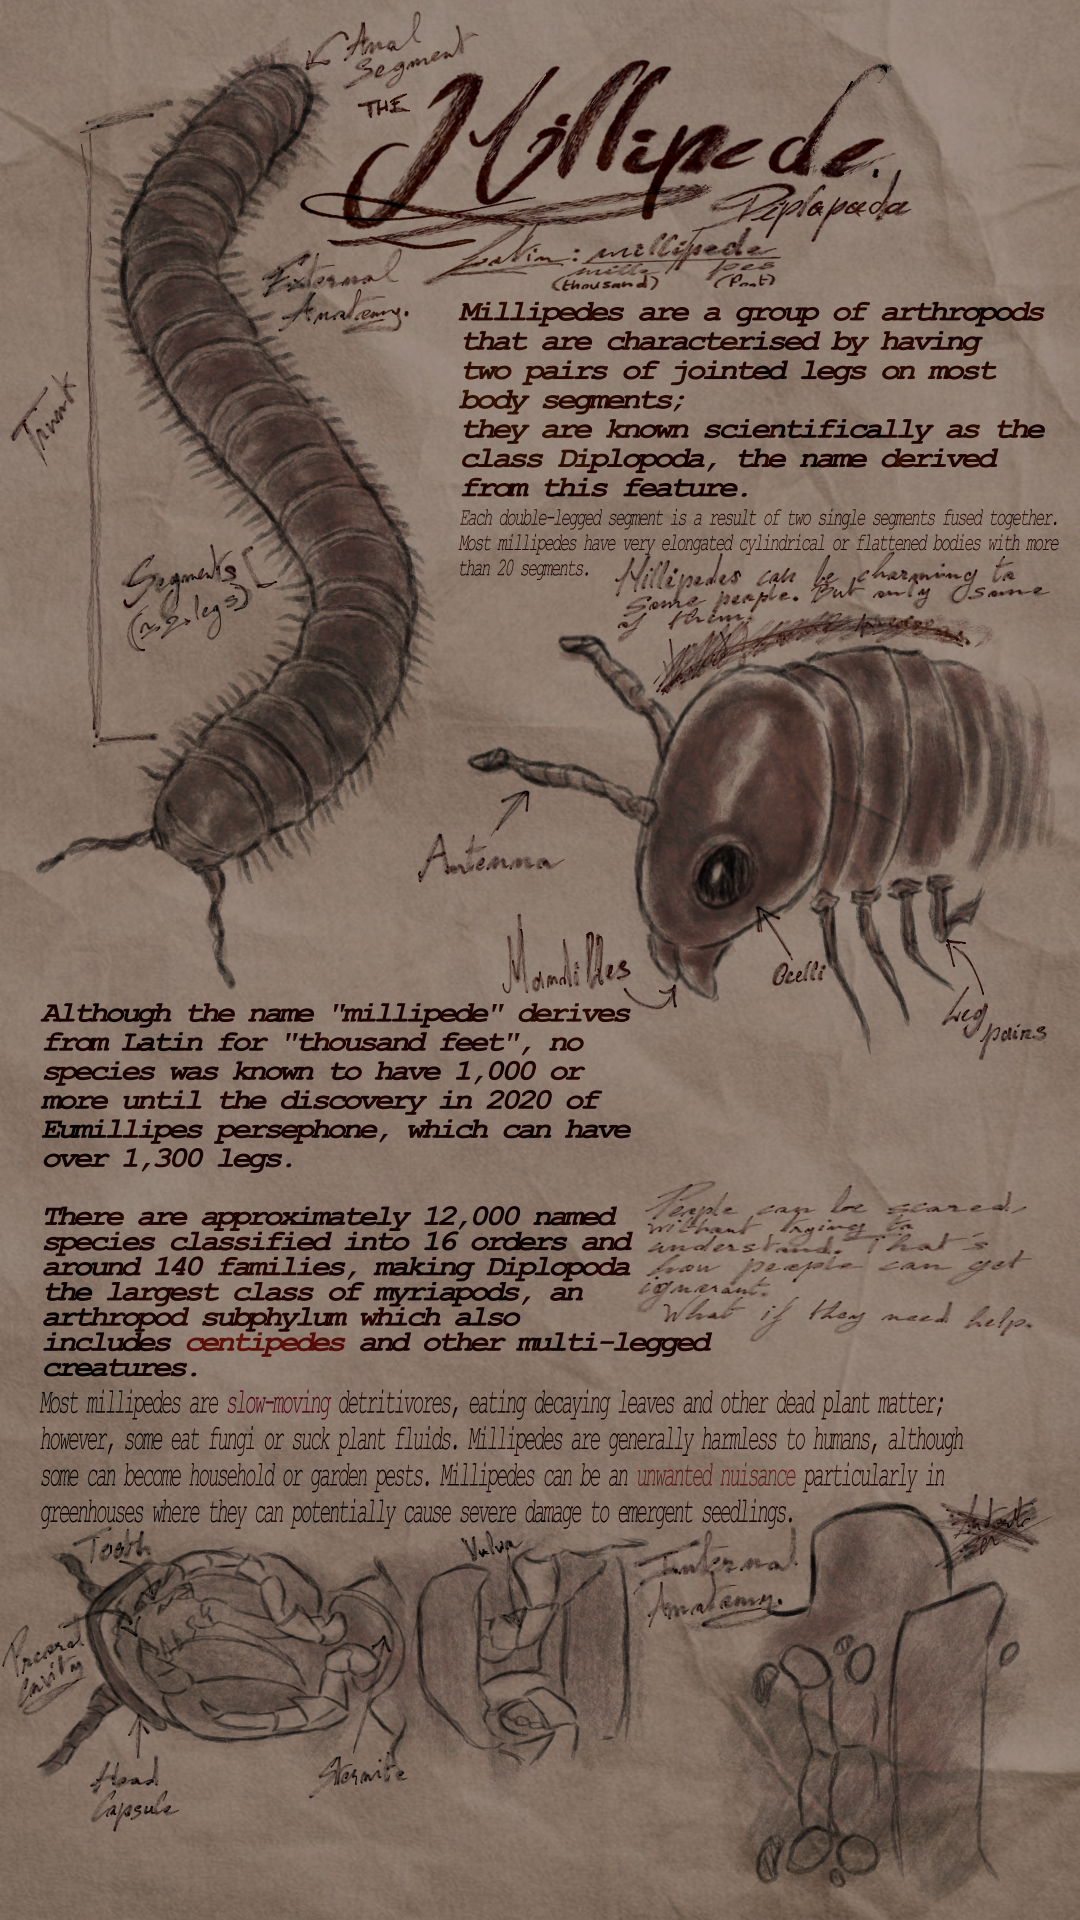 Anal
Segment
THE
Millipede.
Diplopoda
Latin: millipede
mille pes
(thousand) (Foot)
External
Anatomy.
Millipedes are a group of arthropods
that are characterised by having
two pairs of jointed legs on most
body segments;
they are known scientifically as the
class Diplopoda, the name derived
from this feature.
Each double-legged segment is a result of two single segments fused together.
Most millipedes have very elongated cylindrical or flattened bodies with more
than 20 segments.
Trunk
Segments
legs)
Millipedes can be charming to
some people. But only some
of them.
Antenna
Mandibles
Ocelli
Leg
pairs
Although the name "millipede" derives
from Latin for "thousand feet", no
species was known to have 1,000 or
more until the discovery in 2020 of
Eumillipes persephone, which can have
over 1,300 legs.
There are approximately 12,000 named
species classified into 16 orders and
around 140 families, making Diplopoda
the largest class of myriapods, an
arthropod subphylum which also
includes centipedes and other multi-legged
creatures.
People can be scared,
without trying to
understand. That's
how people can get
ignorant.
What if they need help.
Most millipedes are slow-moving detritivores, eating decaying leaves and other dead plant matter;
however, some eat fungi or suck plant fluids. Millipedes are generally harmless to humans, although
some can become household or garden pests. Millipedes can be an unwanted nuisance particularly in
greenhouses where they can potentially cause severe damage to emergent seedlings.
Tooth
Vulva
Internal
Anatomy.
Preoral
Cavity
Head
Capsule
Sternite